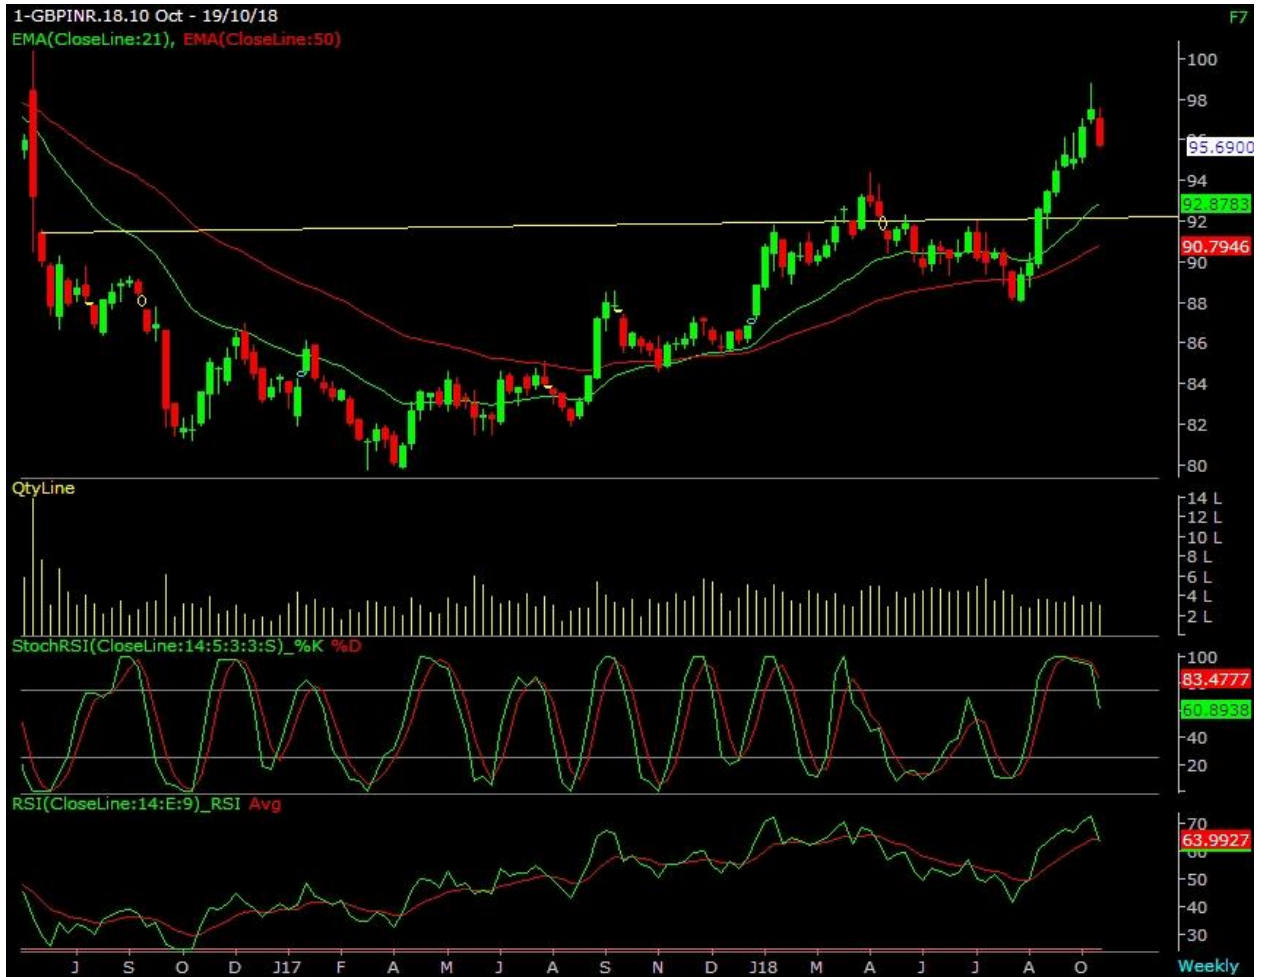 1-GBPINR.18.10 Oct - 19/10/18
F7
EMA(CloseLine:21), EMA(CloseLine:50)
100
98
95.6900
94
92.8783
92
90.7946
90
88
86
84
82
80
QtyLine
14 L
12 L
10 L
8 L
6 L
4 L
2 L
StochRSI(CloseLine:14:5:3:3:S)_%K %D
100
83.4777
60.8938
40
20
RSI(CloseLine:14:E:9)_RSI Avg
70
63.9927
50
40
30
J S O D J17 F A M J A S N D J18 M A J J A O
Weekly